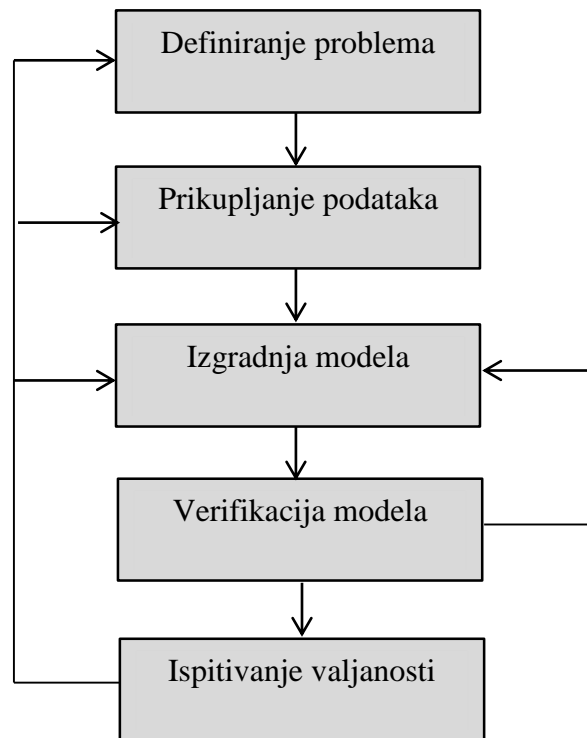 Definiranje problema
Prikupljanje podataka
Izgradnja modela
Verifikacija modela
Ispitivanje valjanosti